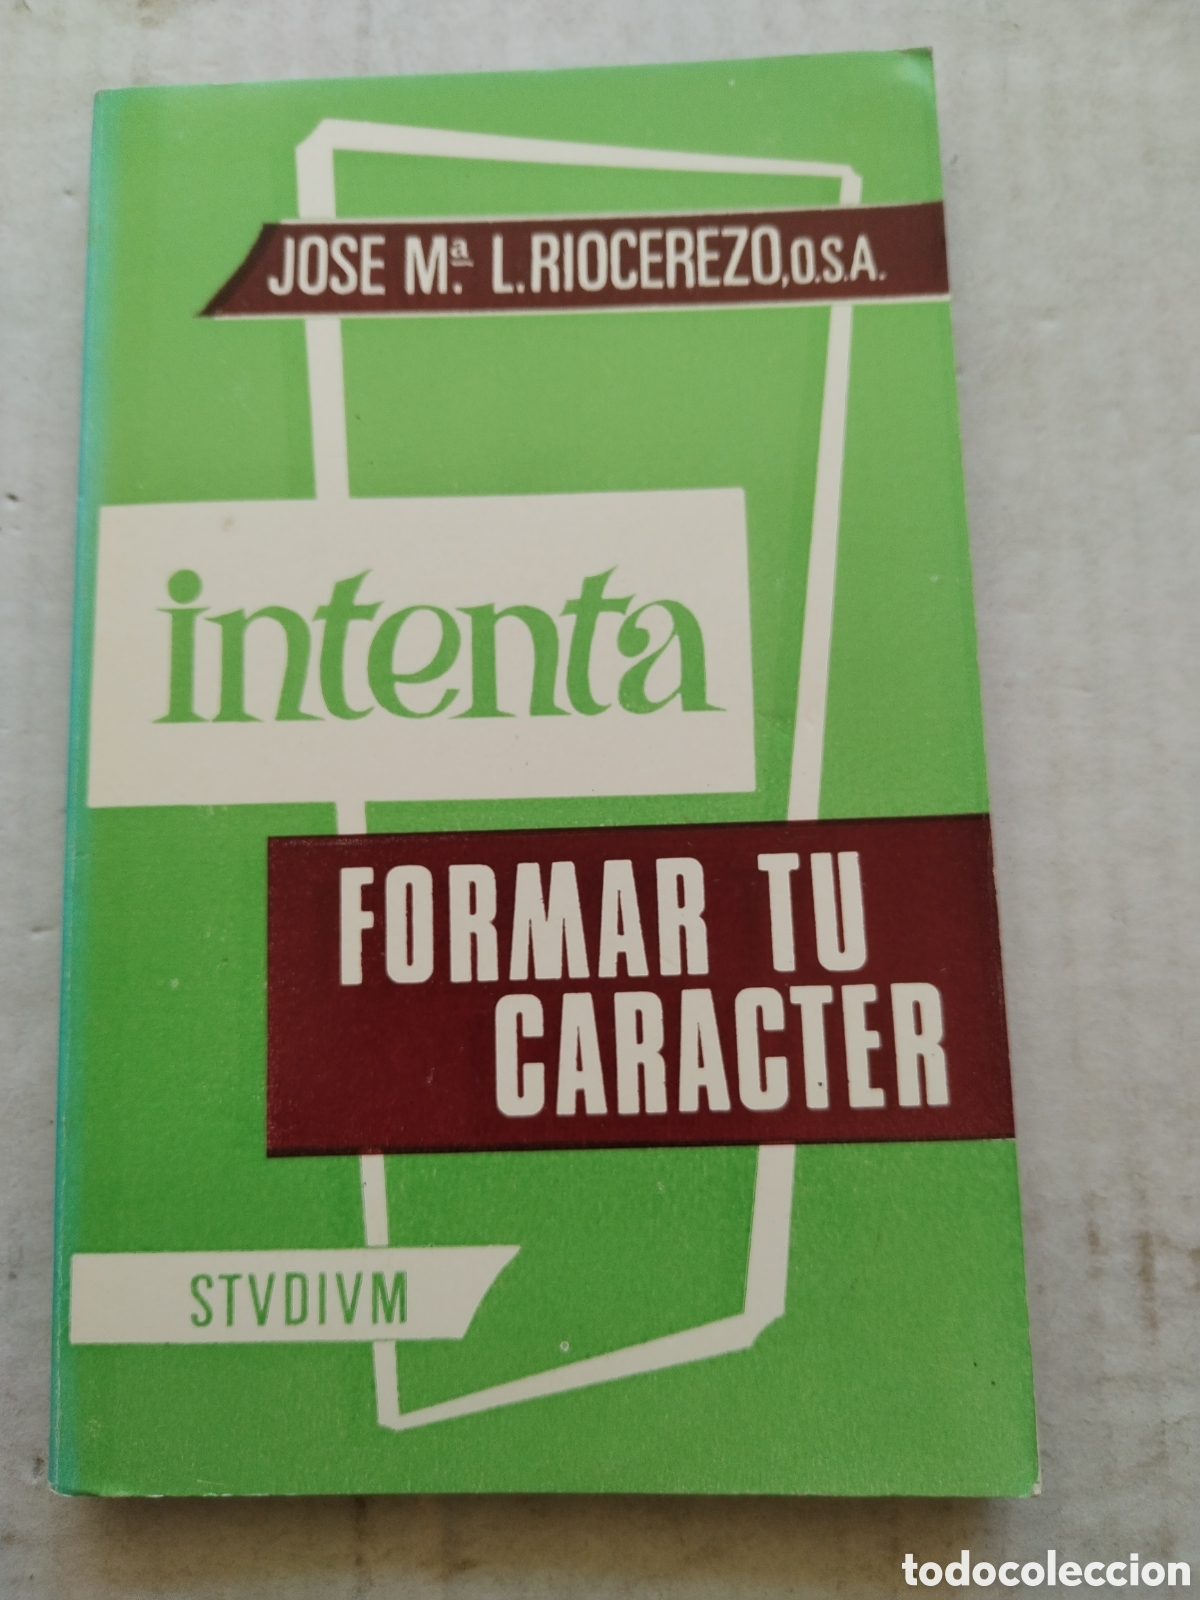 JOSE Mª. L. RIOCEREZO, O.S.A.
intenta
FORMAR TU
CARACTER
STVDIVM
todocoleccion